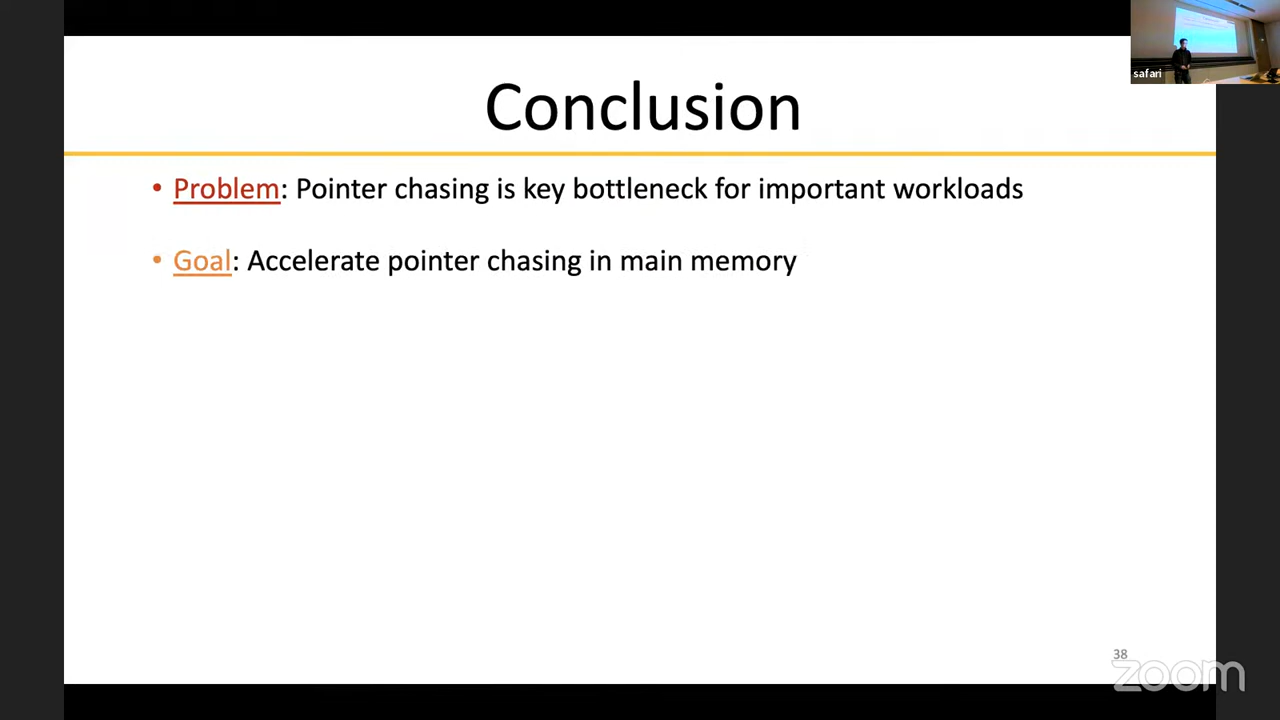 safari
Conclusion
• Problem: Pointer chasing is key bottleneck for important workloads
• Goal: Accelerate pointer chasing in main memory
38
zoom